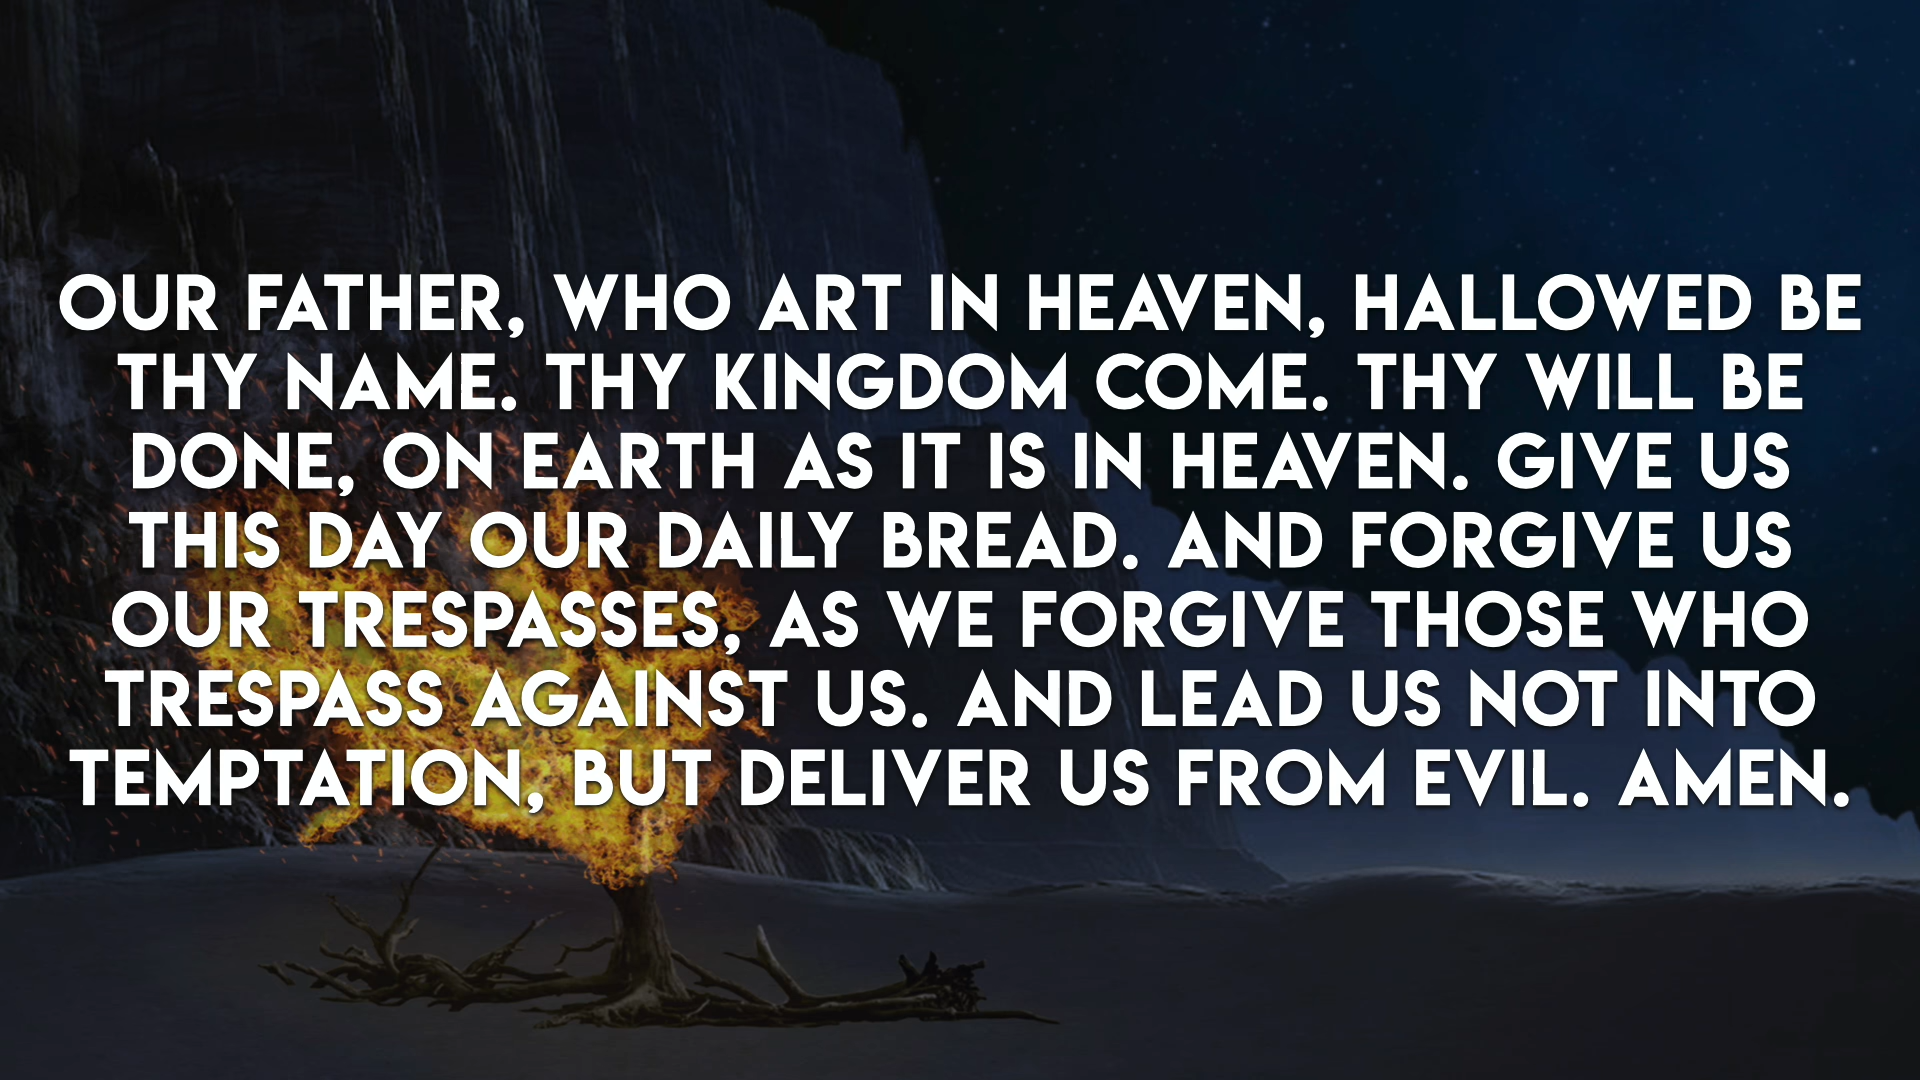 OUR FATHER, WHO ART IN HEAVEN, HALLOWED BE
THY NAME. THY KINGDOM COME. THY WILL BE
DONE, ON EARTH AS IT IS IN HEAVEN. GIVE US
THIS DAY OUR DAILY BREAD. AND FORGIVE US
OUR TRESPASSES, AS WE FORGIVE THOSE WHO
TRESPASS AGAINST US. AND LEAD US NOT INTO
TEMPTATION, BUT DELIVER US FROM EVIL. AMEN.